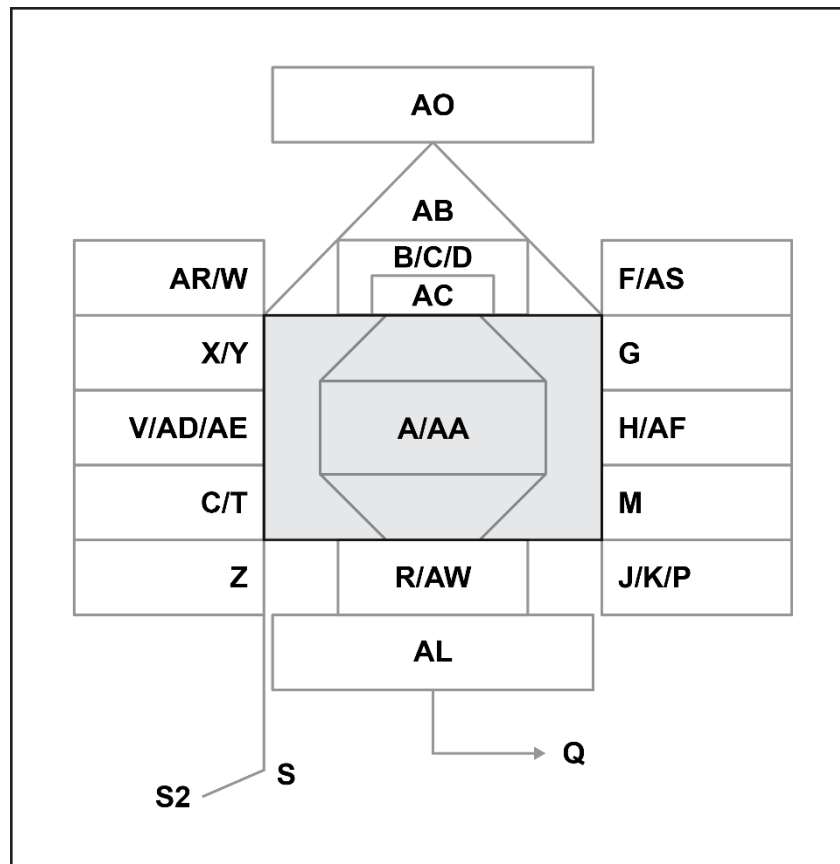 AO
AB
B/C/D
AC
AR/W
F/AS
X/Y
G
V/AD/AE
A/AA
H/AF
C/T
M
Z
R/AW
J/K/P
AL
S
Q
S2